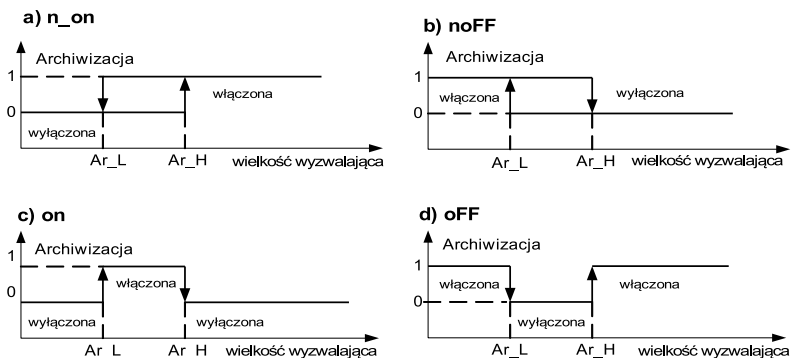 a) n_on
Archiwizacja
1
0
włączona
wyłączona
Ar_L
Ar_H
wielkość wyzwalająca
b) noFF
Archiwizacja
1
0
włączona
wyłączona
Ar_L
Ar_H
wielkość wyzwalająca
c) on
Archiwizacja
1
0
włączona
wyłączona
wyłączona
Ar_L
Ar_H
wielkość wyzwalająca
d) oFF
Archiwizacja
1
0
włączona
włączona
wyłączona
Ar_L
Ar_H
wielkość wyzwalająca